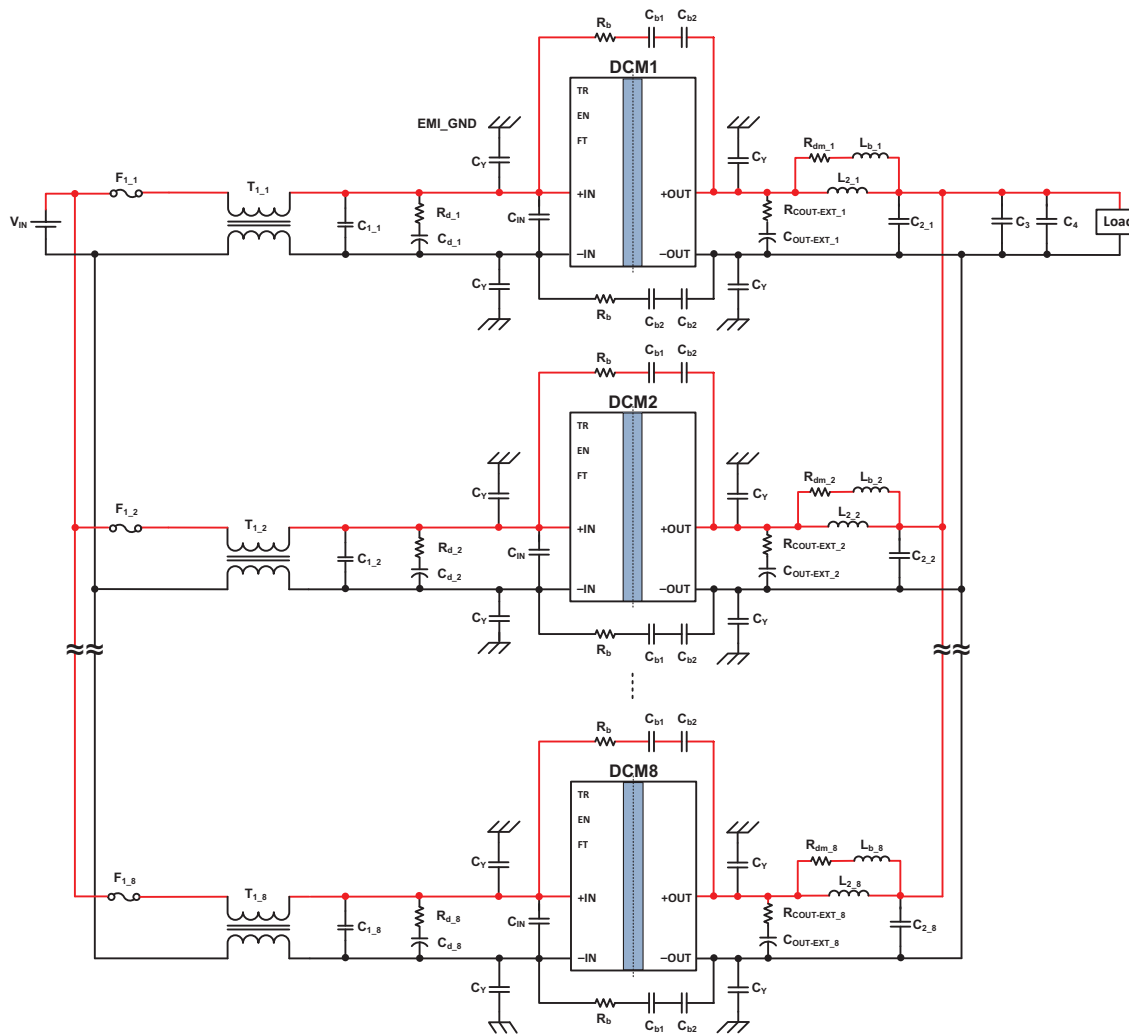 Rb Cb1 Cb2
DCM1
TR
EN
FT
EMI_GND
CY
CY
Rdm_1 Lb_1
F1_1
T1_1
+IN
+OUT
L2_1
VIN
C1_1
Rd_1
Cd_1
CIN
RCOUT-EXT_1
COUT-EXT_1
C2_1
C3
C4
Load
–IN
–OUT
CY
CY
Rb Cb2 Cb2
Rb Cb1 Cb2
DCM2
TR
EN
FT
CY
CY
Rdm_2 Lb_2
F1_2
T1_2
+IN
+OUT
L2_2
C1_2
Rd_2
Cd_2
CIN
RCOUT-EXT_2
COUT-EXT_2
C2_2
–IN
–OUT
CY
CY
Rb Cb1 Cb2
Rb Cb1 Cb2
DCM8
TR
EN
FT
CY
CY
Rdm_8 Lb_8
F1_8
T1_8
+IN
+OUT
L2_8
C1_8
Rd_8
Cd_8
CIN
RCOUT-EXT_8
COUT-EXT_8
C2_8
–IN
–OUT
CY
CY
Rb Cb1 Cb2